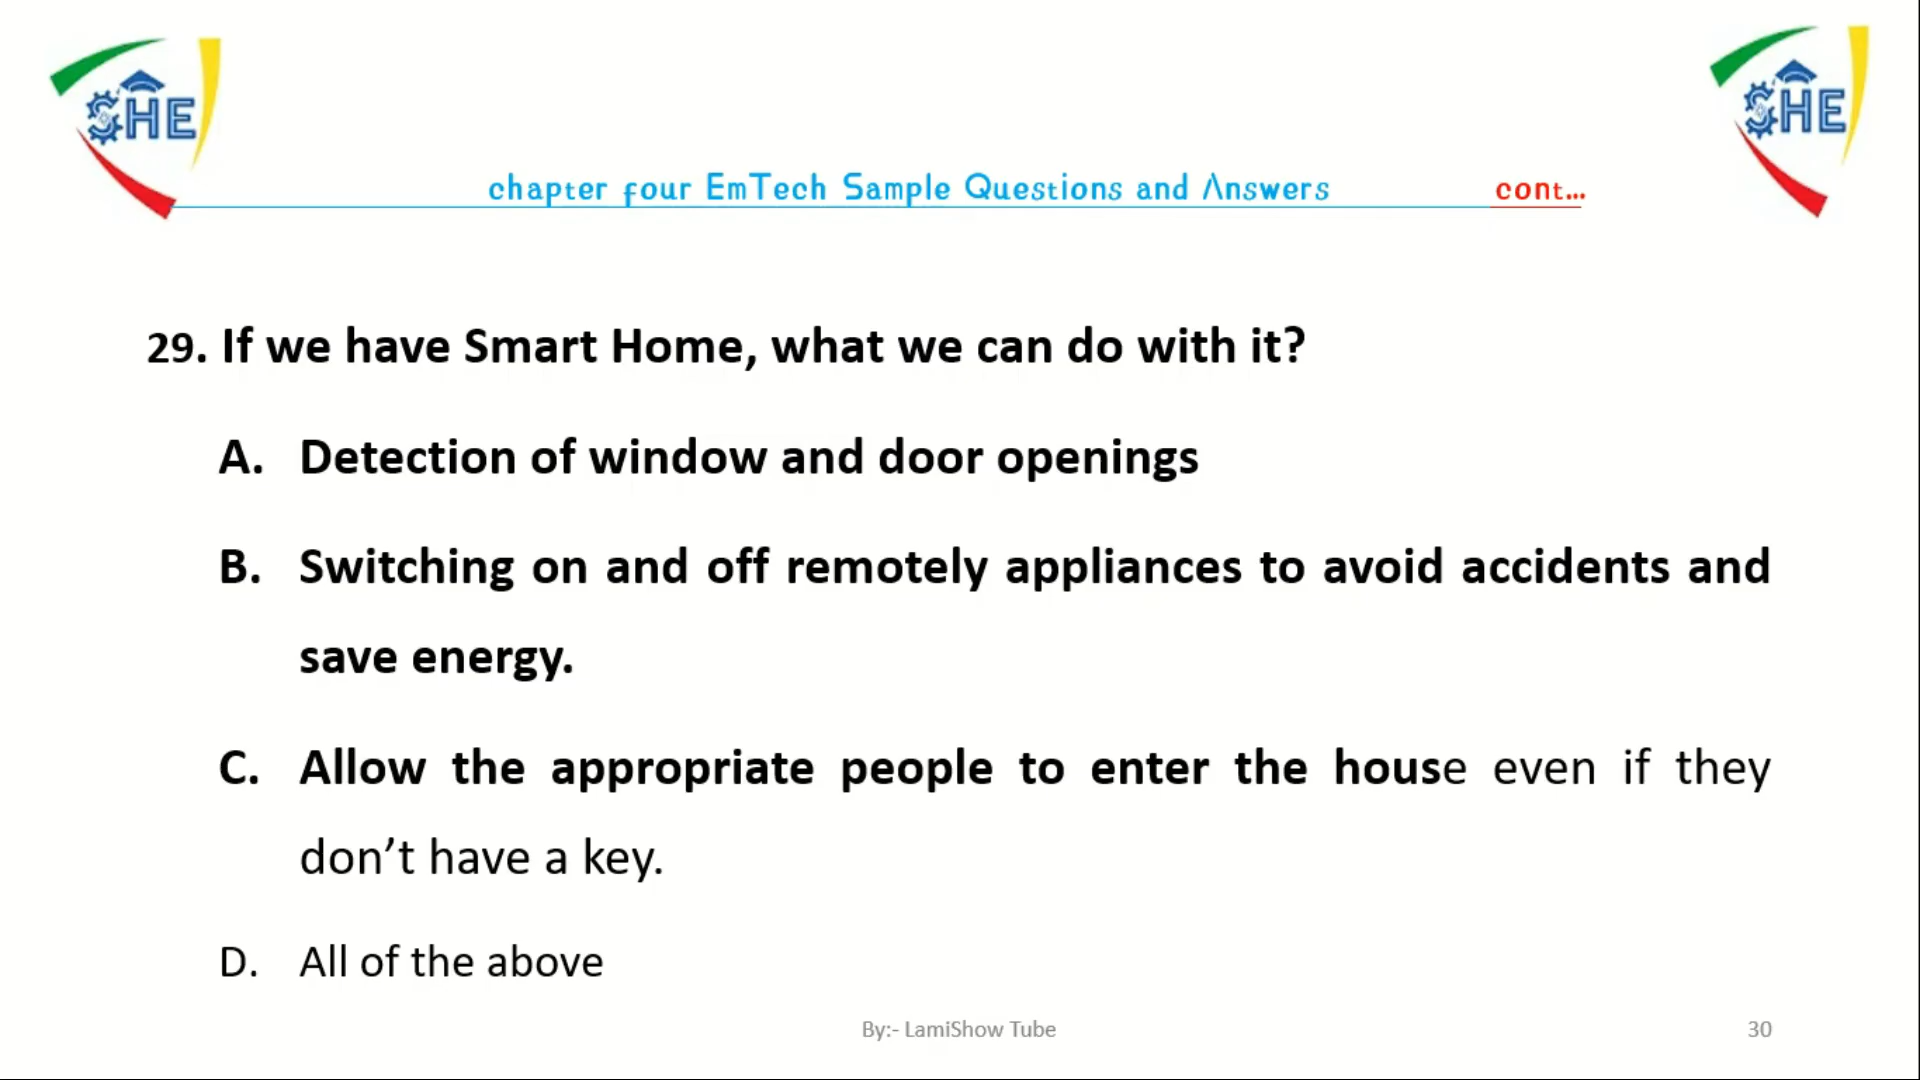 SHE
SHE
chapter four EmTech Sample Questions and Answers cont...
29. If we have Smart Home, what we can do with it?
A. Detection of window and door openings
B. Switching on and off remotely appliances to avoid accidents and
save energy.
C. Allow the appropriate people to enter the house even if they
don’t have a key.
D. All of the above
By:- LamiShow Tube
30